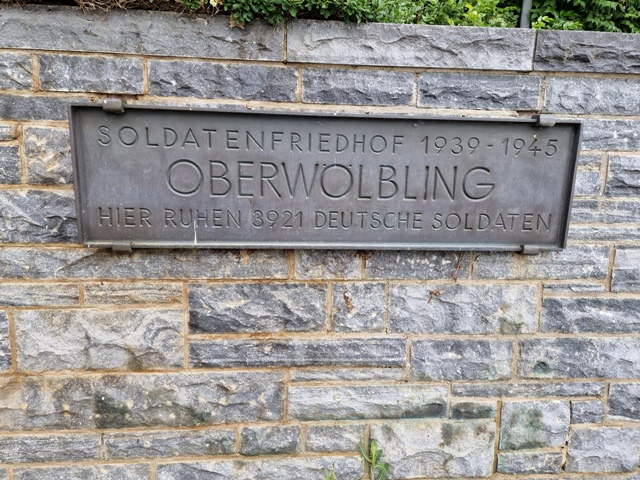 SOLDATENFRIEDHOF 1939-1945
OBERWÖLBLING
HIER RUHEN 3921 DEUTSCHE SOLDATEN